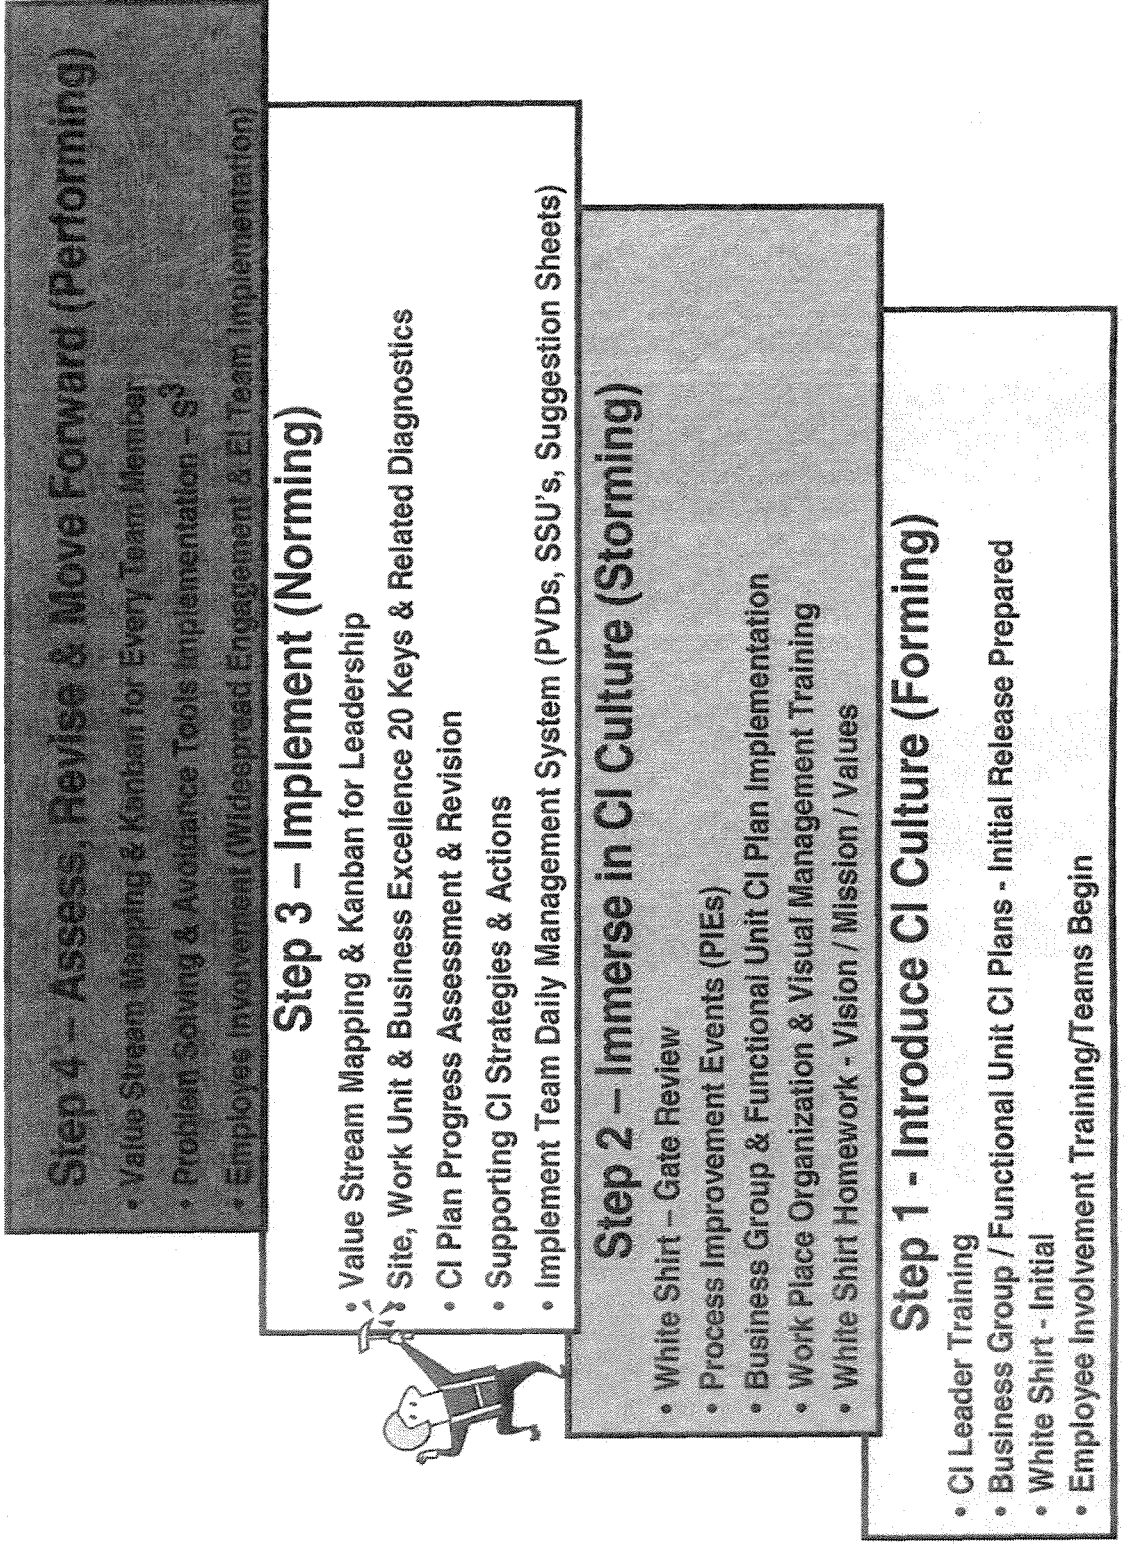 Step 4 – Assess, Revise & Move Forward (Performing)
• Value Stream Mapping & Kanban for Every Team Member
• Problem Solving & Avoidance Tools Implementation – S³
• Employee Involvement (Widespread Engagement & EI Team Implementation)
Step 3 – Implement (Norming)
• Value Stream Mapping & Kanban for Leadership
• Site, Work Unit & Business Excellence 20 Keys & Related Diagnostics
• CI Plan Progress Assessment & Revision
• Supporting CI Strategies & Actions
• Implement Team Daily Management System (PVDs, SSU's, Suggestion Sheets)
Step 2 – Immerse in CI Culture (Storming)
• White Shirt – Gate Review
• Process Improvement Events (PIEs)
• Business Group & Functional Unit CI Plan Implementation
• Work Place Organization & Visual Management Training
• White Shirt Homework - Vision / Mission / Values
Step 1 - Introduce CI Culture (Forming)
• CI Leader Training
• Business Group / Functional Unit CI Plans - Initial Release Prepared
• White Shirt - Initial
• Employee Involvement Training/Teams Begin